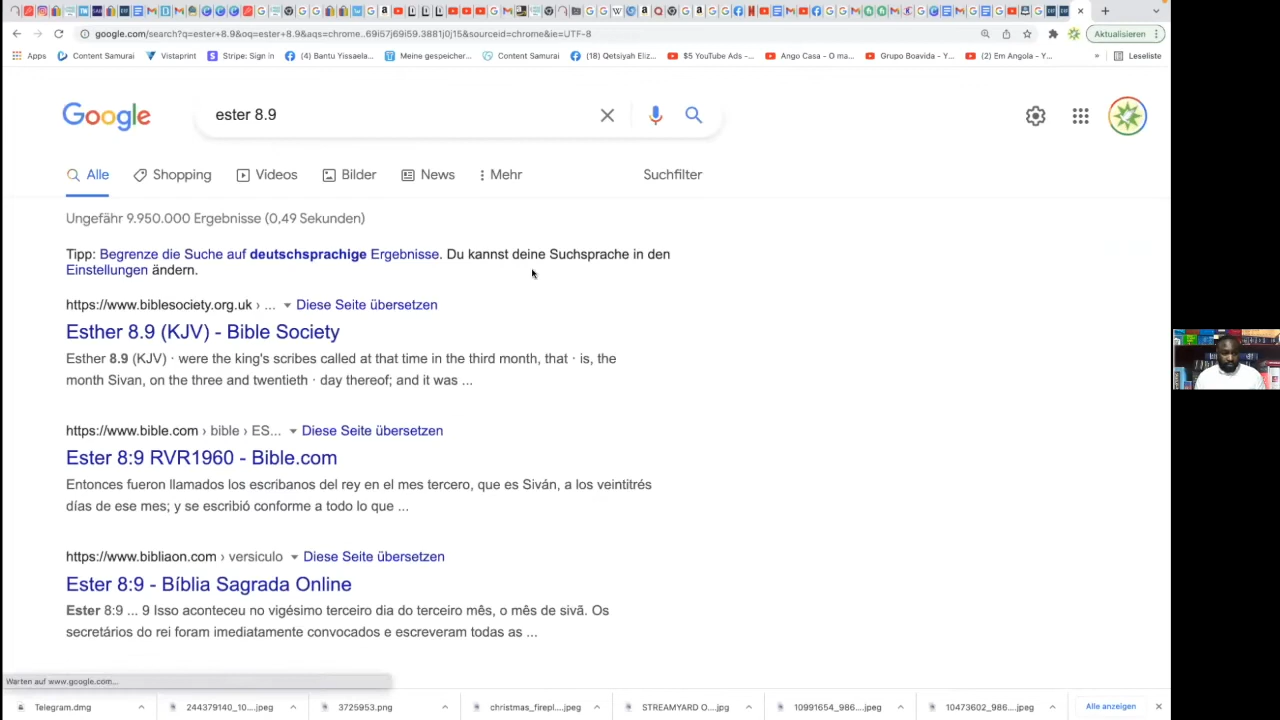 google.com/search?q=ester+8.9&oq=ester+8.9&aqs=chrome..69i57j69i59.3881j0j15&sourceid=chrome&ie=UTF-8
Aktualisieren
Apps Content Samurai Vistaprint Stripe: Sign in (4) Bantu Yissaela... Meine gespeicher... Content Samurai (18) Qetsiyah Eliz... $5 YouTube Ads -... Ango Casa - O ma... Grupo Boavida - Y... (2) Em Angola - Y... » Leseliste
Google ester 8.9
Alle Shopping Videos Bilder News Mehr Suchfilter
Ungefähr 9.950.000 Ergebnisse (0,49 Sekunden)
Tipp: Begrenze die Suche auf deutschsprachige Ergebnisse. Du kannst deine Suchsprache in den
Einstellungen ändern.
https://www.biblesociety.org.uk › ... Diese Seite übersetzen
Esther 8.9 (KJV) - Bible Society
Esther 8.9 (KJV) · were the king's scribes called at that time in the third month, that · is, the
month Sivan, on the three and twentieth · day thereof; and it was ...
https://www.bible.com › bible › ES... Diese Seite übersetzen
Ester 8:9 RVR1960 - Bible.com
Entonces fueron llamados los escribanos del rey en el mes tercero, que es Siván, a los veintitrés
días de ese mes; y se escribió conforme a todo lo que ...
https://www.bibliaon.com › versiculo Diese Seite übersetzen
Ester 8:9 - Bíblia Sagrada Online
Ester 8:9 ... 9 Isso aconteceu no vigésimo terceiro dia do terceiro mês, o mês de sivã. Os
secretários do rei foram imediatamente convocados e escreveram todas as ...
Warten auf www.google.com...
Telegram.dmg 244379140_10....jpeg 3725953.png christmas_firepl....jpeg STREAMYARD O....jpg 10991654_986....jpeg 10473602_986....jpeg Alle anzeigen